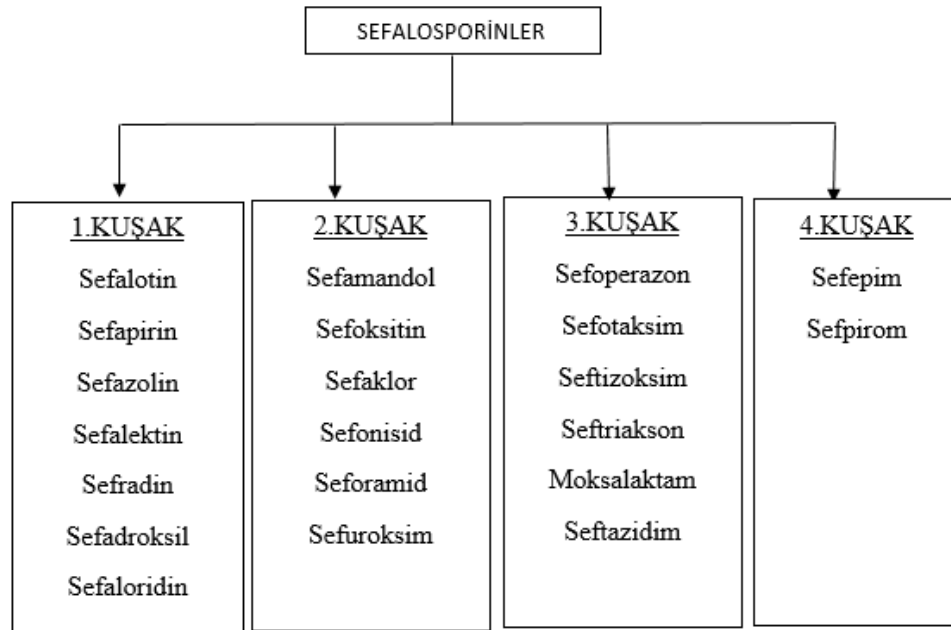 SEFALOSPORİNLER
1.KUŞAK
Sefalotin
Sefapirin
Sefazolin
Sefalektin
Sefradin
Sefadroksil
Sefaloridin
2.KUŞAK
Sefamandol
Sefoksitin
Sefaklor
Sefonisid
Seforamid
Sefuroksim
3.KUŞAK
Sefoperazon
Sefotaksim
Seftizoksim
Seftriakson
Moksalaktam
Seftazidim
4.KUŞAK
Sefepim
Sefpirom